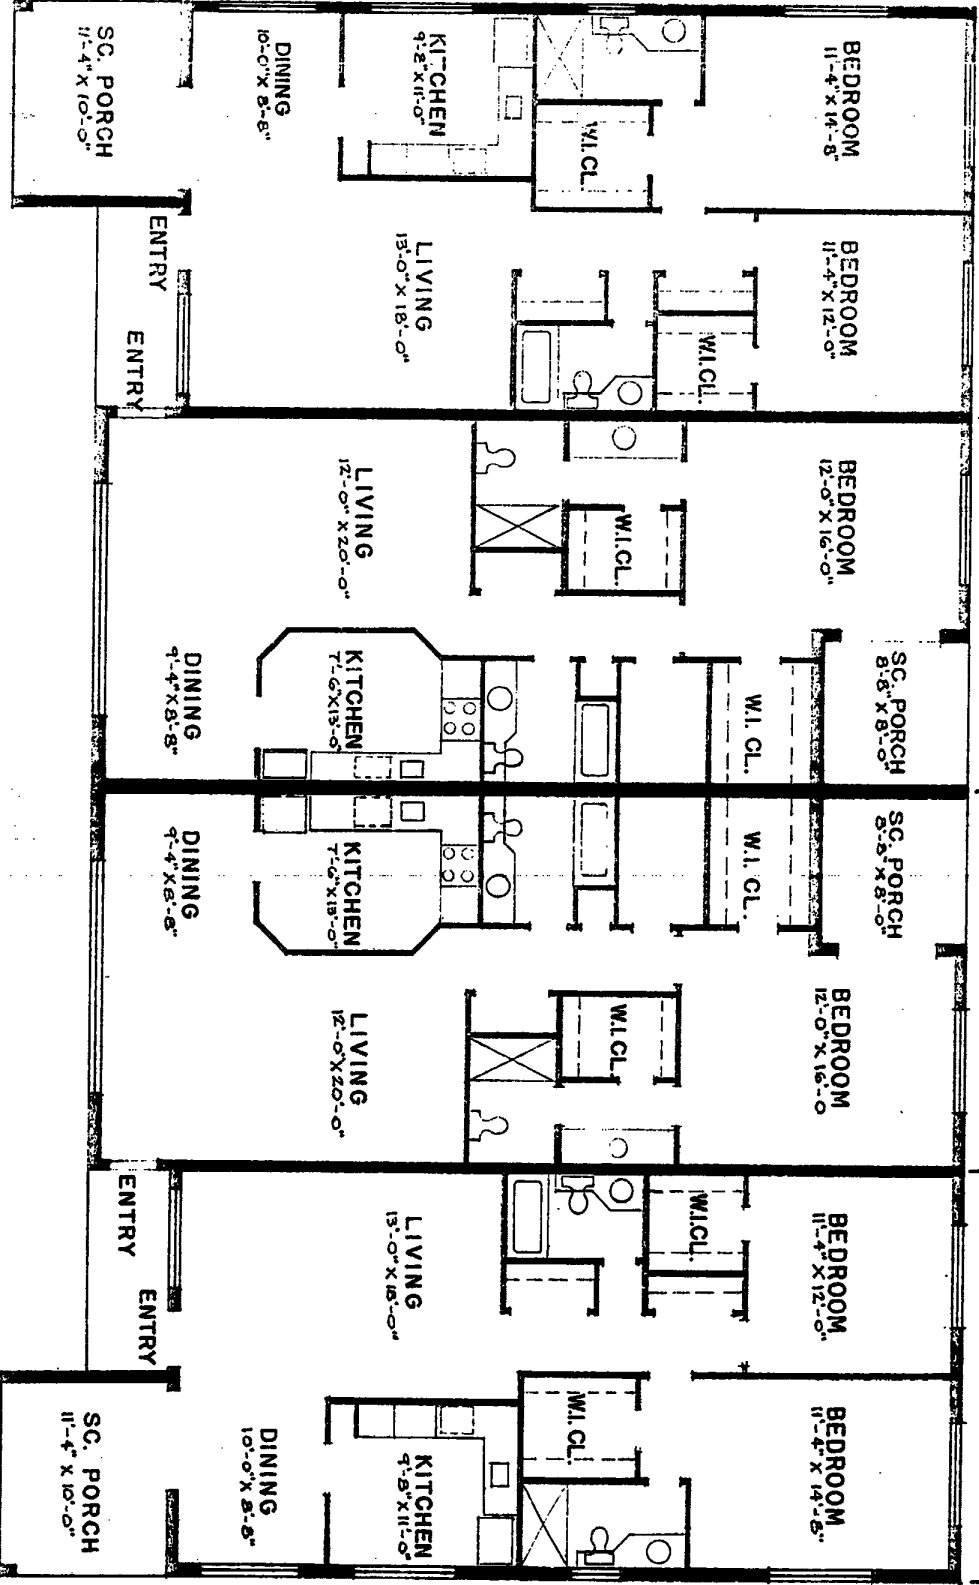 BEDROOM
11'-4" X 14'-8"
KITCHEN
9'-8" X 11'-0"
DINING
10'-0" X 8'-8"
SC. PORCH
11'-4" X 10'-0"
W.I.CL.
BEDROOM
11'-4" X 12'-0"
W.I.CL.
LIVING
13'-0" X 18'-0"
ENTRY
ENTRY
BEDROOM
12'-0" X 16'-0"
W.I.CL.
LIVING
12'-0" X 20'-0"
SC. PORCH
8'-8" X 8'-0"
W.I. CL.
KITCHEN
7'-6" X 13'-0"
DINING
9'-4" X 8'-8"
SC. PORCH
8'-8" X 8'-0"
W.I. CL.
KITCHEN
7'-6" X 13'-0"
DINING
9'-4" X 8'-8"
BEDROOM
12'-0" X 16'-0
W.I.CL.
LIVING
12'-0" X 20'-0"
ENTRY
ENTRY
BEDROOM
11'-4" X 12'-0"
W.I.CL.
LIVING
13'-0" X 18'-0"
BEDROOM
11'-4" X 14'-8"
W.I.CL.
KITCHEN
9'-8" X 11'-0"
DINING
10'-0" X 8'-8"
SC. PORCH
11'-4" X 10'-0"